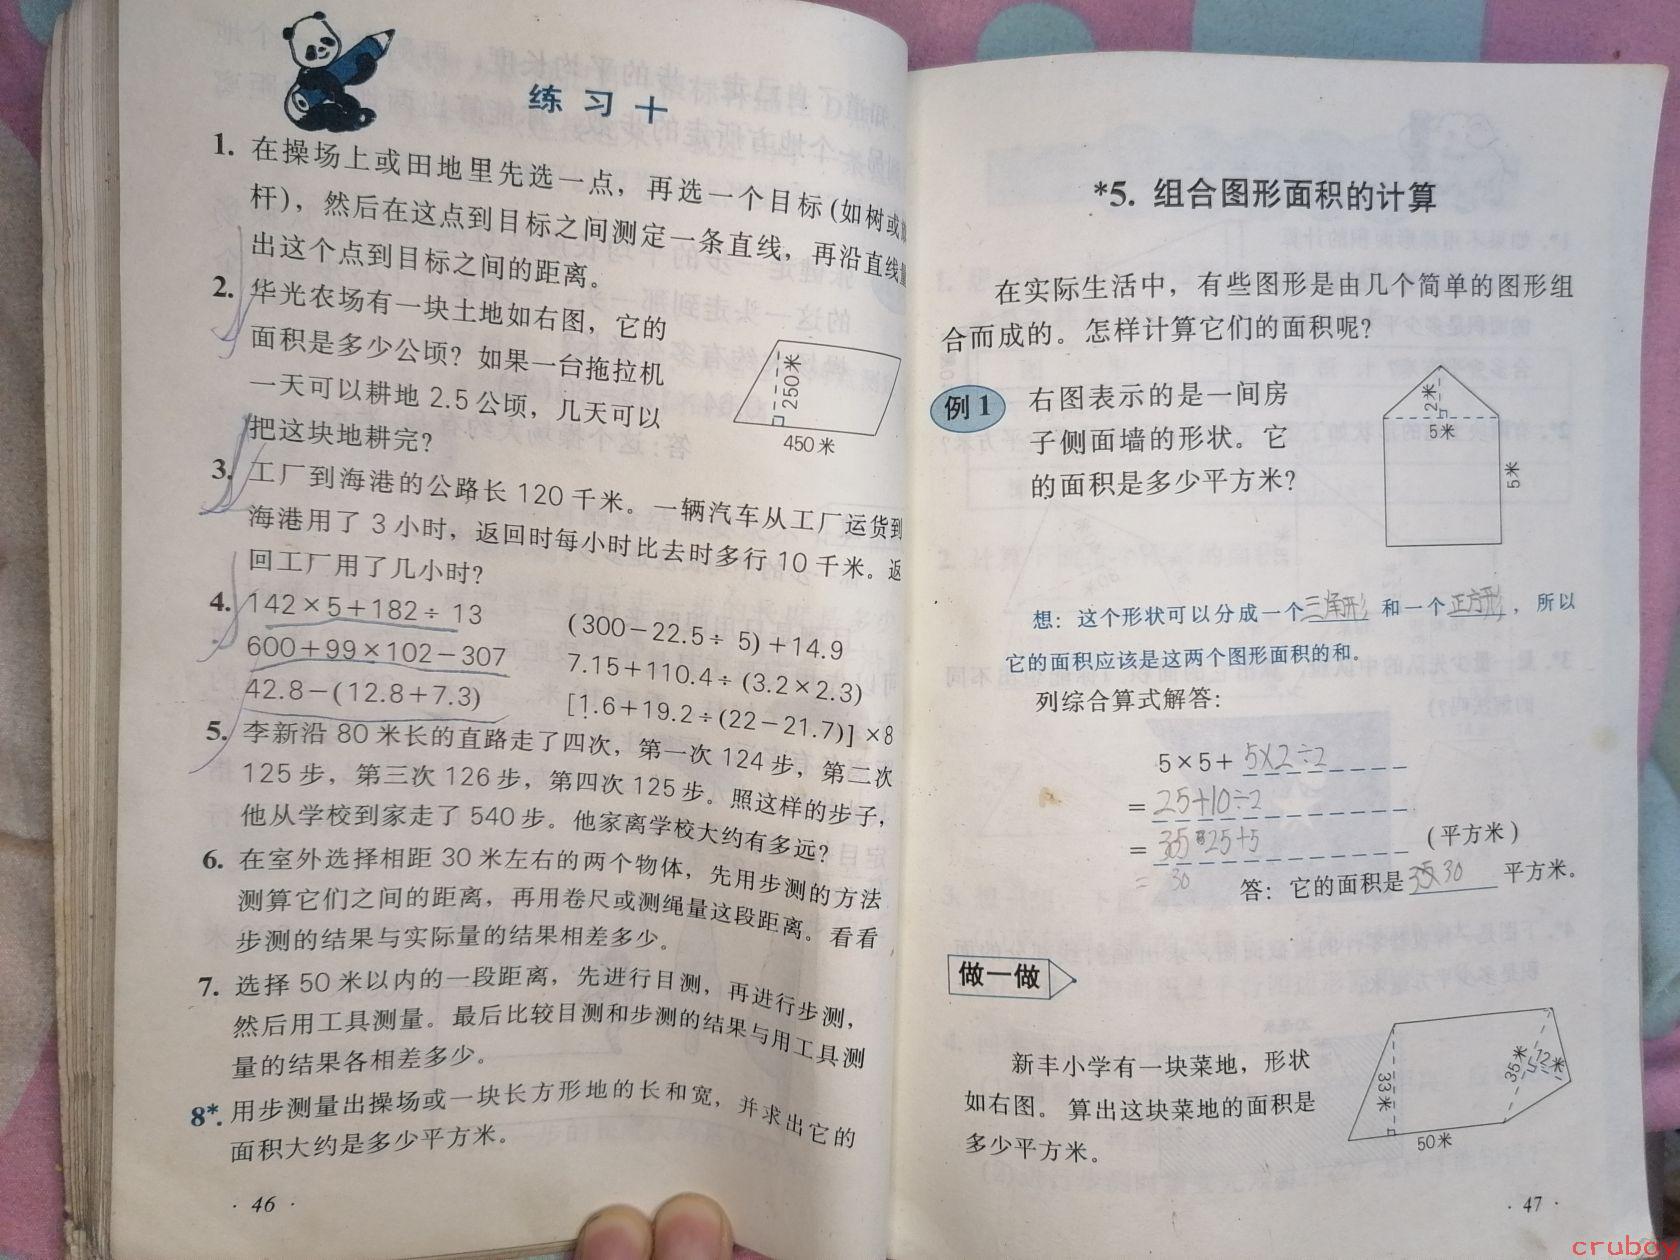 练习十
1. 在操场上或田地里先选一点，再选一个目标(如树或
杆)，然后在这点到目标之间测定一条直线，再沿直线量
出这个点到目标之间的距离。
2. 华光农场有一块土地如右图，它的
面积是多少公顷？如果一台拖拉机
一天可以耕地 2.5 公顷，几天可以
把这块地耕完？
250米
450米
3. 工厂到海港的公路长 120 千米。一辆汽车从工厂运货到
海港用了 3 小时，返回时每小时比去时多行 10 千米。返
回工厂用了几小时？
4. 142×5+182÷13
(300-22.5÷5)+14.9
600+99×102-307
7.15+110.4÷(3.2×2.3)
42.8-(12.8+7.3)
[1.6+19.2÷(22-21.7)]×8
5. 李新沿 80 米长的直路走了四次，第一次 124 步，第二次
125 步，第三次 126 步，第四次 125 步。照这样的步子，
他从学校到家走了 540 步。他家离学校大约有多远？
6. 在室外选择相距 30 米左右的两个物体，先用步测的方法
测算它们之间的距离，再用卷尺或测绳量这段距离。看看
步测的结果与实际量的结果相差多少。
7. 选择 50 米以内的一段距离，先进行目测，再进行步测，
然后用工具测量。最后比较目测和步测的结果与用工具测
量的结果各相差多少。
8*. 用步测量出操场或一块长方形地的长和宽，并求出它的
面积大约是多少平方米。
· 46 ·
*5. 组合图形面积的计算
在实际生活中，有些图形是由几个简单的图形组
合而成的。怎样计算它们的面积呢？
例1 右图表示的是一间房
子侧面墙的形状。它
的面积是多少平方米？
2米
5米
5米
想：这个形状可以分成一个三角形 和一个正方形，所以
它的面积应该是这两个图形面积的和。
列综合算式解答：
5×5+5×2÷2
=25+10÷2
=35=25+5
(平方米)
=30
答：它的面积是35 30 平方米。
做一做
新丰小学有一块菜地，形状
如右图。算出这块菜地的面积是
多少平方米。
33米
35米
12米
50米
· 47 ·
cruboy